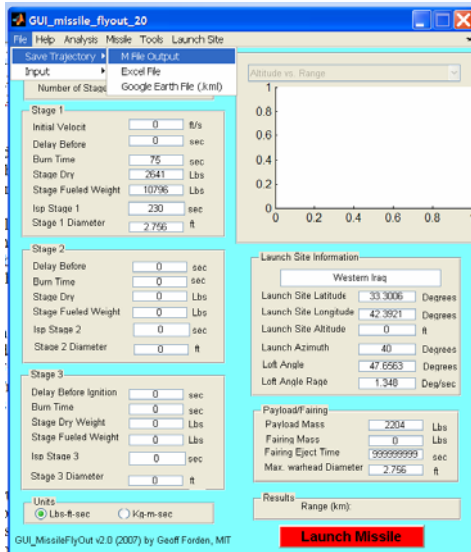 GUI_missile_flyout_20
File Help Analysis Missile Tools Launch Site
Save Trajectory M File Output
Input Excel File
Google Earth File (.kml)
Number of Stage
Altitude vs. Range
1
0.8
0.6
0.4
0.2
0
0 0.2 0.4 0.6 0.8
Stage 1
Initial Velocit 0 ft/s
Delay Before 0 sec
Burn Time 75 sec
Stage Dry 2641 Lbs
Stage Fueled Weight 10796 Lbs
Isp Stage 1 230 sec
Stage 1 Diameter 2.756 ft
Stage 2
Delay Before 0 sec
Burn Time 0 sec
Stage Dry 0 Lbs
Stage Fueled Weight 0 Lbs
Isp Stage 2 0 sec
Stage 2 Diameter 0 ft
Stage 3
Delay Before Ignition 0 sec
Burn Time 0 sec
Stage Dry Weight 0 Lbs
Stage Fueled Weight 0 Lbs
Isp Stage 3 0 sec
Stage 3 Diameter 0 ft
Units
Lbs-ft-sec Kg-m-sec
GUI_MissileFlyOut v2.0 (2007) by Geoff Forden, MIT
Launch Site Information
Western Iraq
Launch Site Latitude 33.3006 Degrees
Launch Site Longitude 42.3921 Degrees
Launch Site Altitude 0 ft
Launch Azimuth 40 Degrees
Loft Angle 47.6563 Degrees
Loft Angle Rage 1.348 Deg/sec
Payload/Fairing
Payload Mass 2204 Lbs
Fairing Mass 0 Lbs
Fairing Eject Time 999999999 sec
Max. warhead Diameter 2.756 ft
Results
Range (km):
Launch Missile